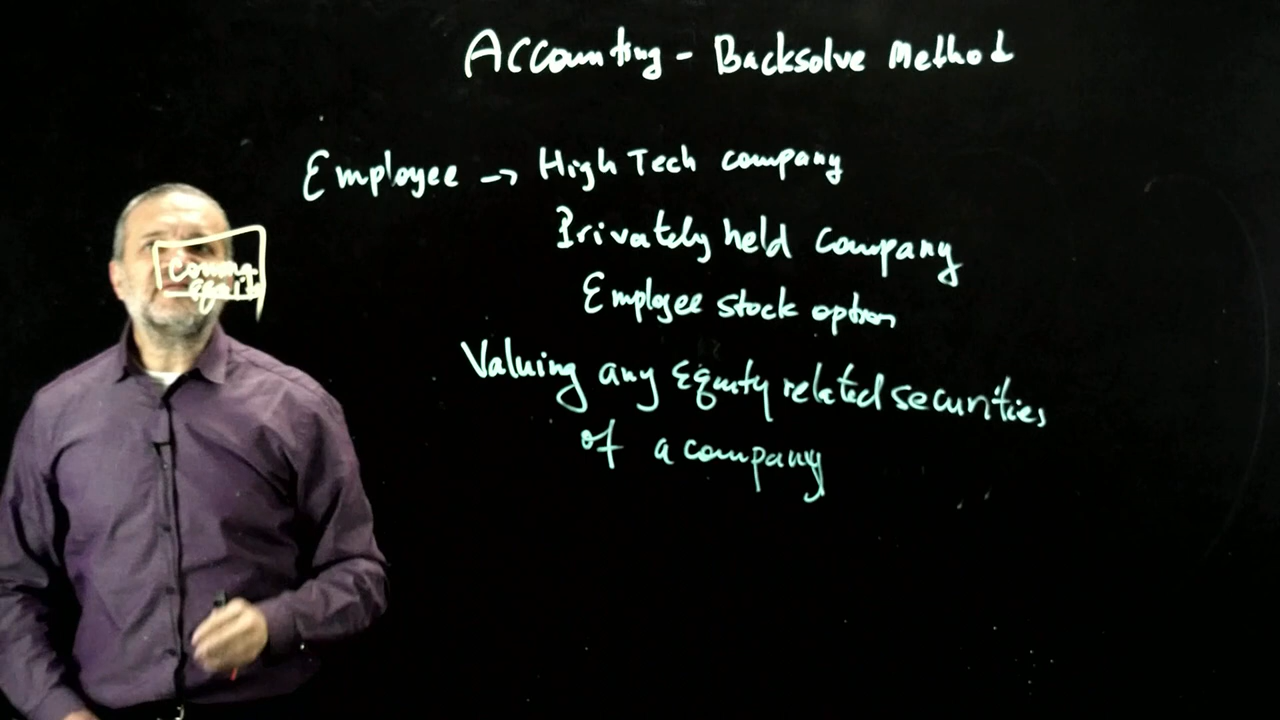 Accounting - Backsolve Method
Employee → High Tech company
Privately held company
Employee stock option
Valuing any Equity related securities
of a company
equity